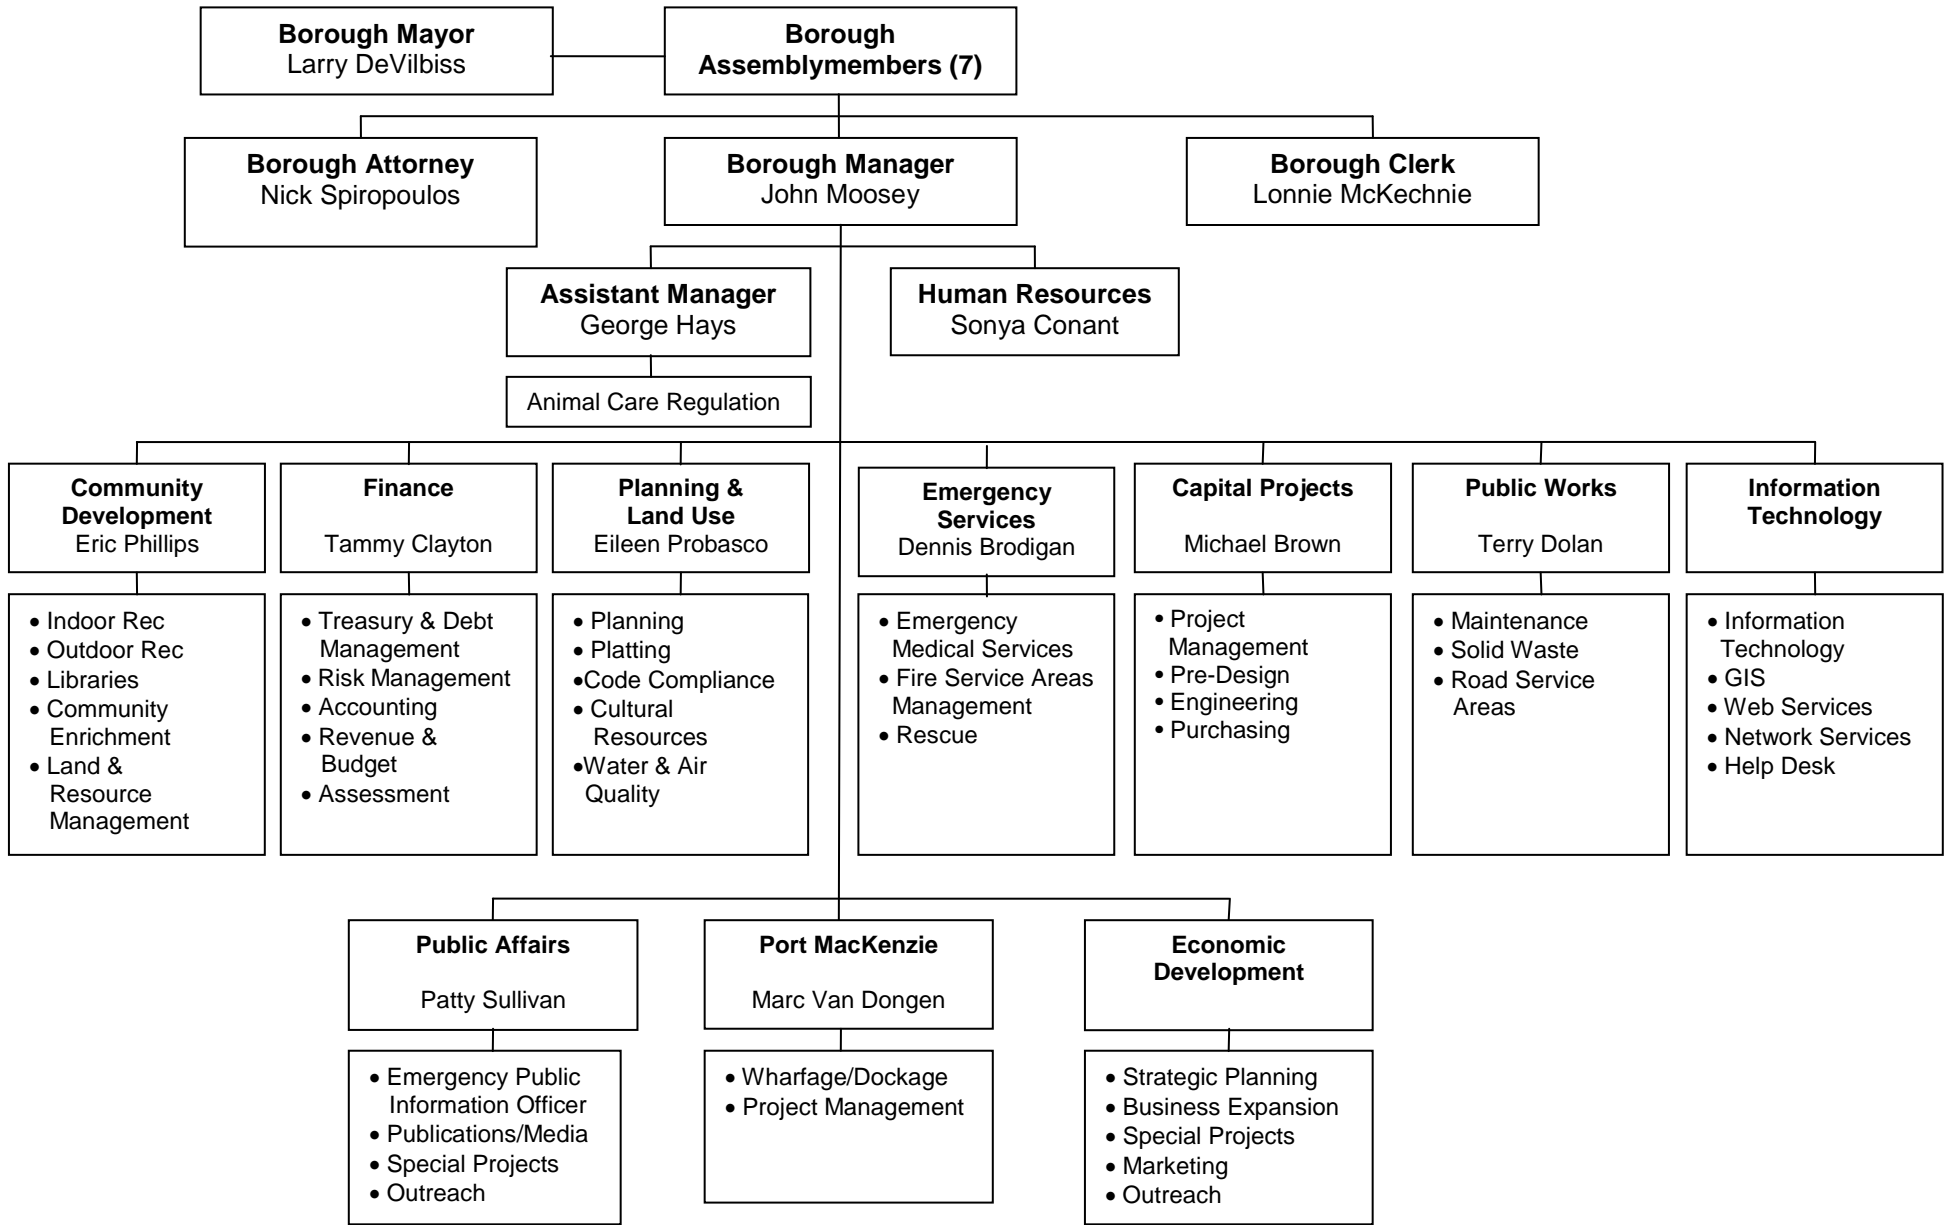 Borough Mayor
Larry DeVilbiss
Borough
Assemblymembers (7)
Borough Attorney
Nick Spiropoulos
Borough Manager
John Moosey
Borough Clerk
Lonnie McKechnie
Assistant Manager
George Hays
Human Resources
Sonya Conant
Animal Care Regulation
Community
Development
Eric Phillips
Finance
Tammy Clayton
Planning &
Land Use
Eileen Probasco
Emergency
Services
Dennis Brodigan
Capital Projects
Michael Brown
Public Works
Terry Dolan
Information
Technology
• Indoor Rec
• Outdoor Rec
• Libraries
• Community
Enrichment
• Land &
Resource
Management
• Treasury & Debt
Management
• Risk Management
• Accounting
• Revenue &
Budget
• Assessment
• Planning
• Platting
•Code Compliance
• Cultural
Resources
•Water & Air
Quality
• Emergency
Medical Services
• Fire Service Areas
Management
• Rescue
• Project
Management
• Pre-Design
• Engineering
• Purchasing
• Maintenance
• Solid Waste
• Road Service
Areas
• Information
Technology
• GIS
• Web Services
• Network Services
• Help Desk
Public Affairs
Patty Sullivan
Port MacKenzie
Marc Van Dongen
Economic
Development
• Emergency Public
Information Officer
• Publications/Media
• Special Projects
• Outreach
• Wharfage/Dockage
• Project Management
• Strategic Planning
• Business Expansion
• Special Projects
• Marketing
• Outreach